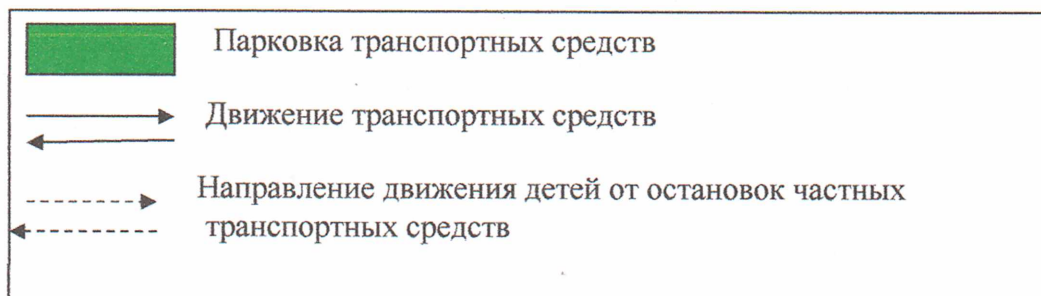 Парковка транспортных средств
Движение транспортных средств
Направление движения детей от остановок частных
транспортных средств